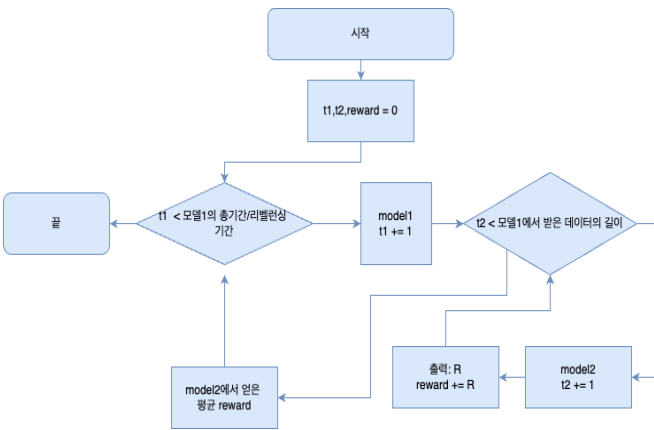 시작
t1,t2,reward = 0
끝
t1 < 모델1의 총기간/리벨런싱
기간
model1
t1 += 1
t2 < 모델1에서 받은 데이터의 길이
model2에서 얻은
평균 reward
출력: R
reward += R
model2
t2 += 1